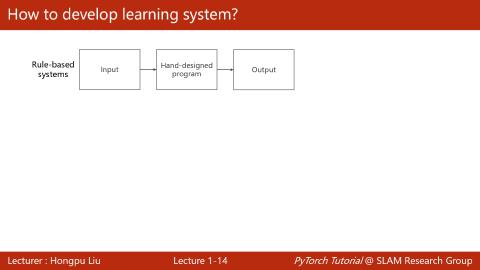 How to develop learning system?
Rule-based
systems
Input
Hand-designed
program
Output
Lecturer : Hongpu Liu
Lecture 1-14
PyTorch Tutorial @ SLAM Research Group